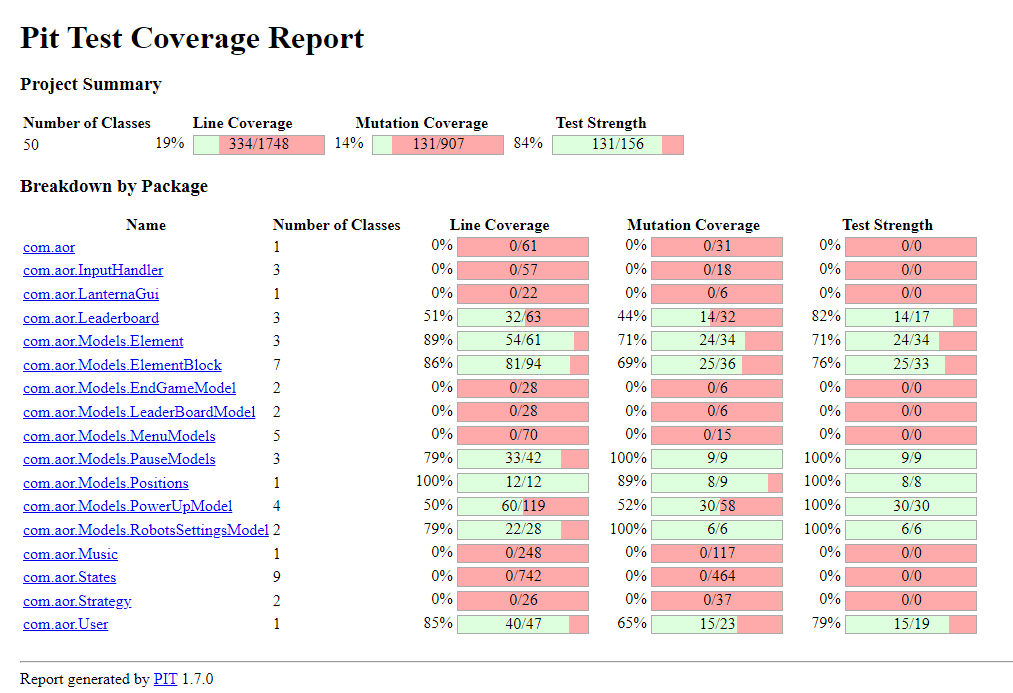 Pit Test Coverage Report
Project Summary
Number of Classes Line Coverage Mutation Coverage Test Strength
50 19% 334/1748 14% 131/907 84% 131/156
Breakdown by Package
Name Number of Classes Line Coverage Mutation Coverage Test Strength
com.aor 1 0% 0/61 0% 0/31 0% 0/0
com.aor.InputHandler 3 0% 0/57 0% 0/18 0% 0/0
com.aor.LanternaGui 1 0% 0/22 0% 0/6 0% 0/0
com.aor.Leaderboard 3 51% 32/63 44% 14/32 82% 14/17
com.aor.Models.Element 3 89% 54/61 71% 24/34 71% 24/34
com.aor.Models.ElementBlock 7 86% 81/94 69% 25/36 76% 25/33
com.aor.Models.EndGameModel 2 0% 0/28 0% 0/6 0% 0/0
com.aor.Models.LeaderBoardModel 2 0% 0/28 0% 0/6 0% 0/0
com.aor.Models.MenuModels 5 0% 0/70 0% 0/15 0% 0/0
com.aor.Models.PauseModels 3 79% 33/42 100% 9/9 100% 9/9
com.aor.Models.Positions 1 100% 12/12 89% 8/9 100% 8/8
com.aor.Models.PowerUpModel 4 50% 60/119 52% 30/58 100% 30/30
com.aor.Models.RobotsSettingsModel 2 79% 22/28 100% 6/6 100% 6/6
com.aor.Music 1 0% 0/248 0% 0/117 0% 0/0
com.aor.States 9 0% 0/742 0% 0/464 0% 0/0
com.aor.Strategy 2 0% 0/26 0% 0/37 0% 0/0
com.aor.User 1 85% 40/47 65% 15/23 79% 15/19
Report generated by PIT 1.7.0